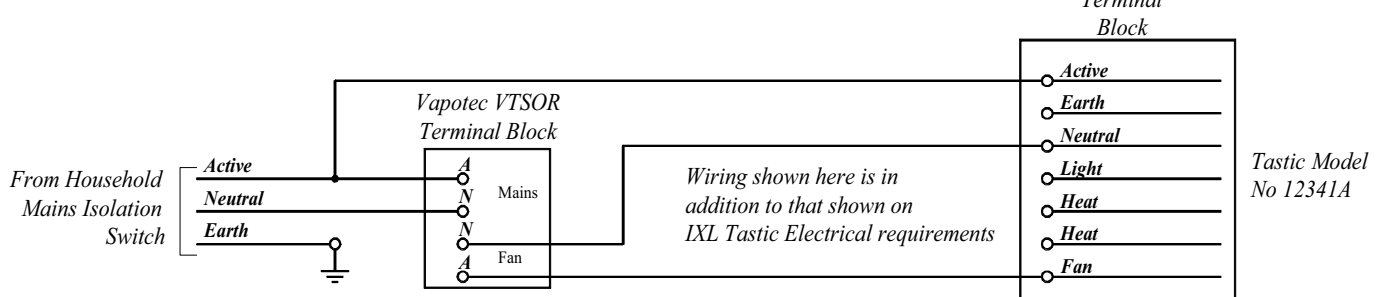 Terminal
Block
Vapotec VTSOR
Terminal Block
From Household
Mains Isolation
Switch
Active
Neutral
Earth
A
N
N
A
Mains
Fan
Wiring shown here is in
addition to that shown on
IXL Tastic Electrical requirements
Active
Earth
Neutral
Light
Heat
Heat
Fan
Tastic Model
No 12341A